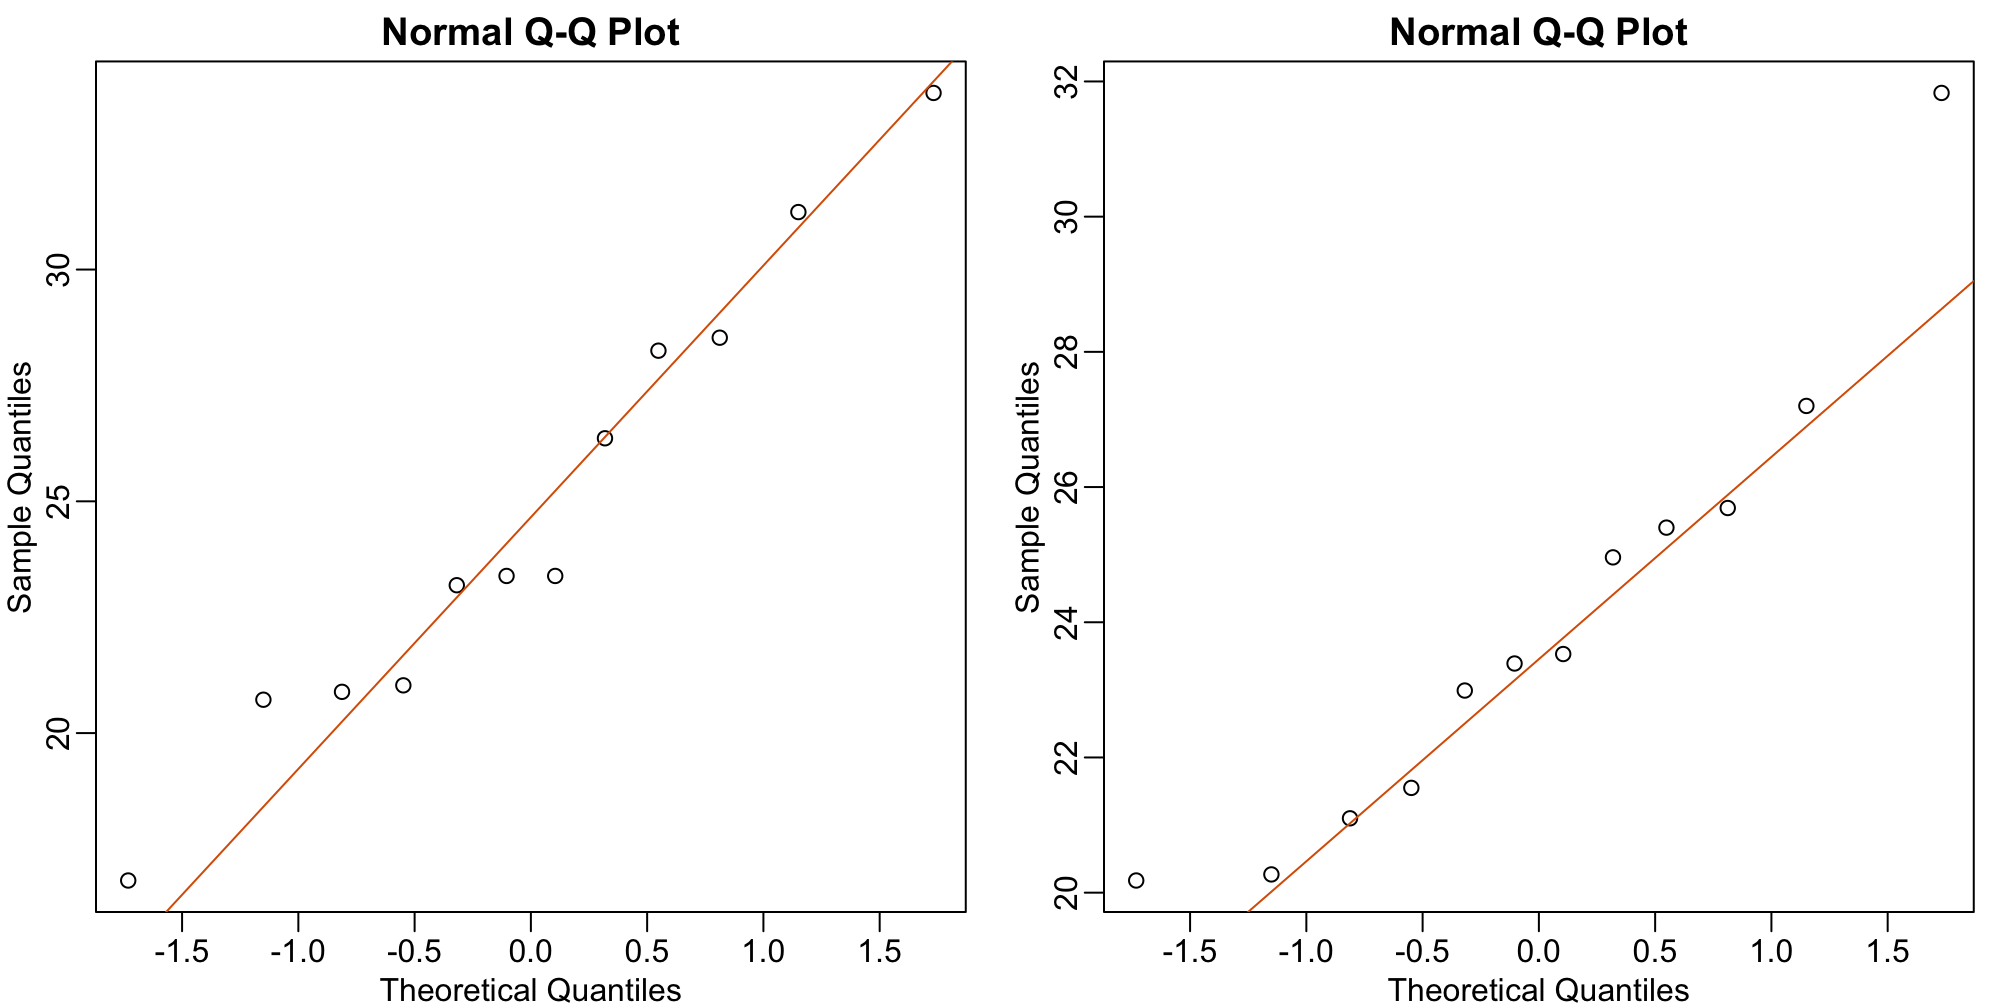 Normal Q-Q Plot
Sample Quantiles
30
25
20
-1.5 -1.0 -0.5 0.0 0.5 1.0 1.5
Theoretical Quantiles
Normal Q-Q Plot
Sample Quantiles
32
30
28
26
24
22
20
-1.5 -1.0 -0.5 0.0 0.5 1.0 1.5
Theoretical Quantiles